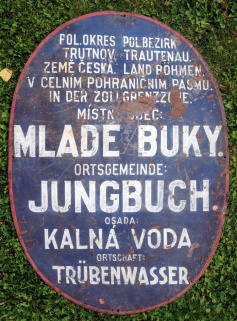 POL.OKRES POL.BEZIRK
TRUTNOV, TRAUTENAU.
ZEMĚ ČESKÁ, LAND BÖHMEN.
V CELNÍM POHRANIČNÍM PÁSMU.
IN DER ZOLLGRENZZONE.
MÍSTNÍ OBEC:
MLADÉ BUKY.
ORTSGEMEINDE:
JUNGBUCH.
OSADA:
KALNÁ VODA
ORTSCHAFT:
TRÜBENWASSER